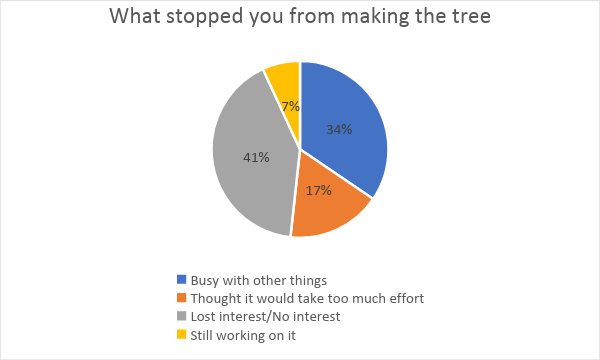 What stopped you from making the tree
7%
34%
41%
17%
Busy with other things
Thought it would take too much effort
Lost interest/No interest
Still working on it